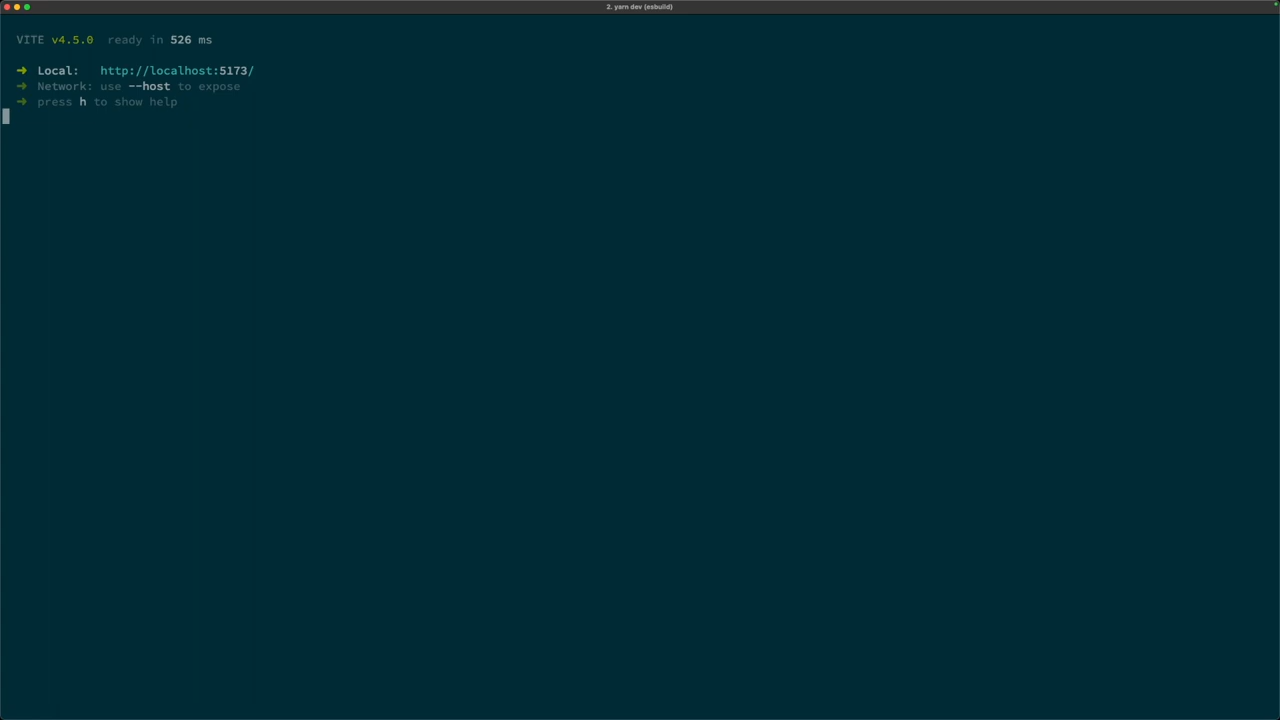 2. yarn dev (esbuild)
VITE v4.5.0 ready in 526 ms
➜ Local: http://localhost:5173/
➜ Network: use --host to expose
➜ press h to show help